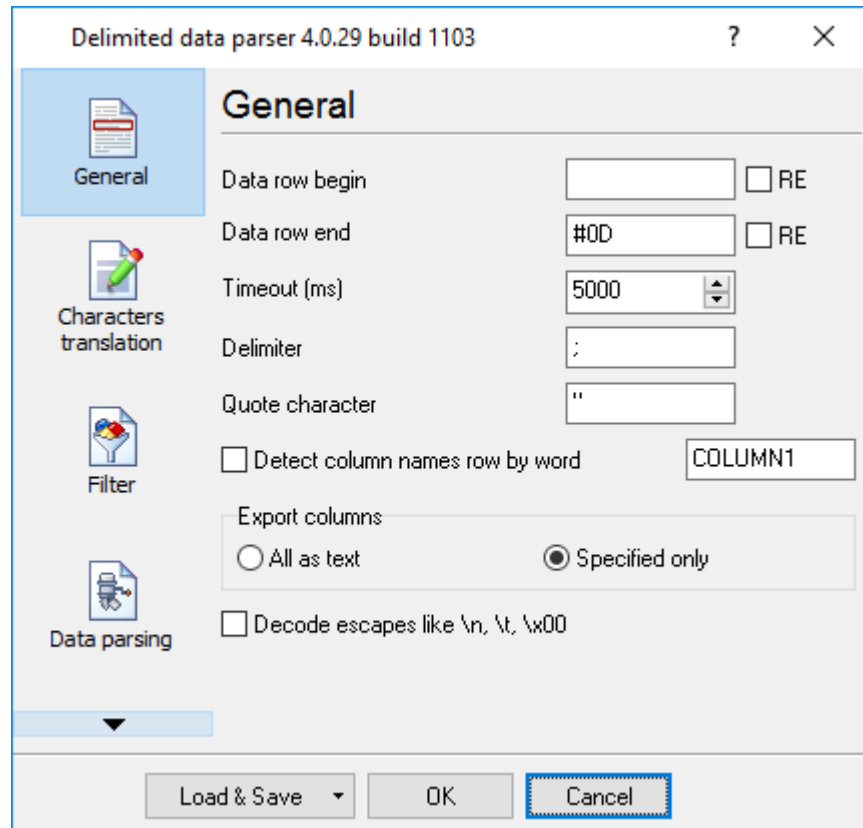 Delimited data parser 4.0.29 build 1103 ?
General
General
Data row begin RE
Data row end #0D RE
Timeout (ms) 5000
Characters translation
Delimiter ;
Quote character "
Detect column names row by word COLUMN1
Filter
Export columns
All as text Specified only
Decode escapes like \n, \t, \x00
Data parsing
Load & Save OK Cancel